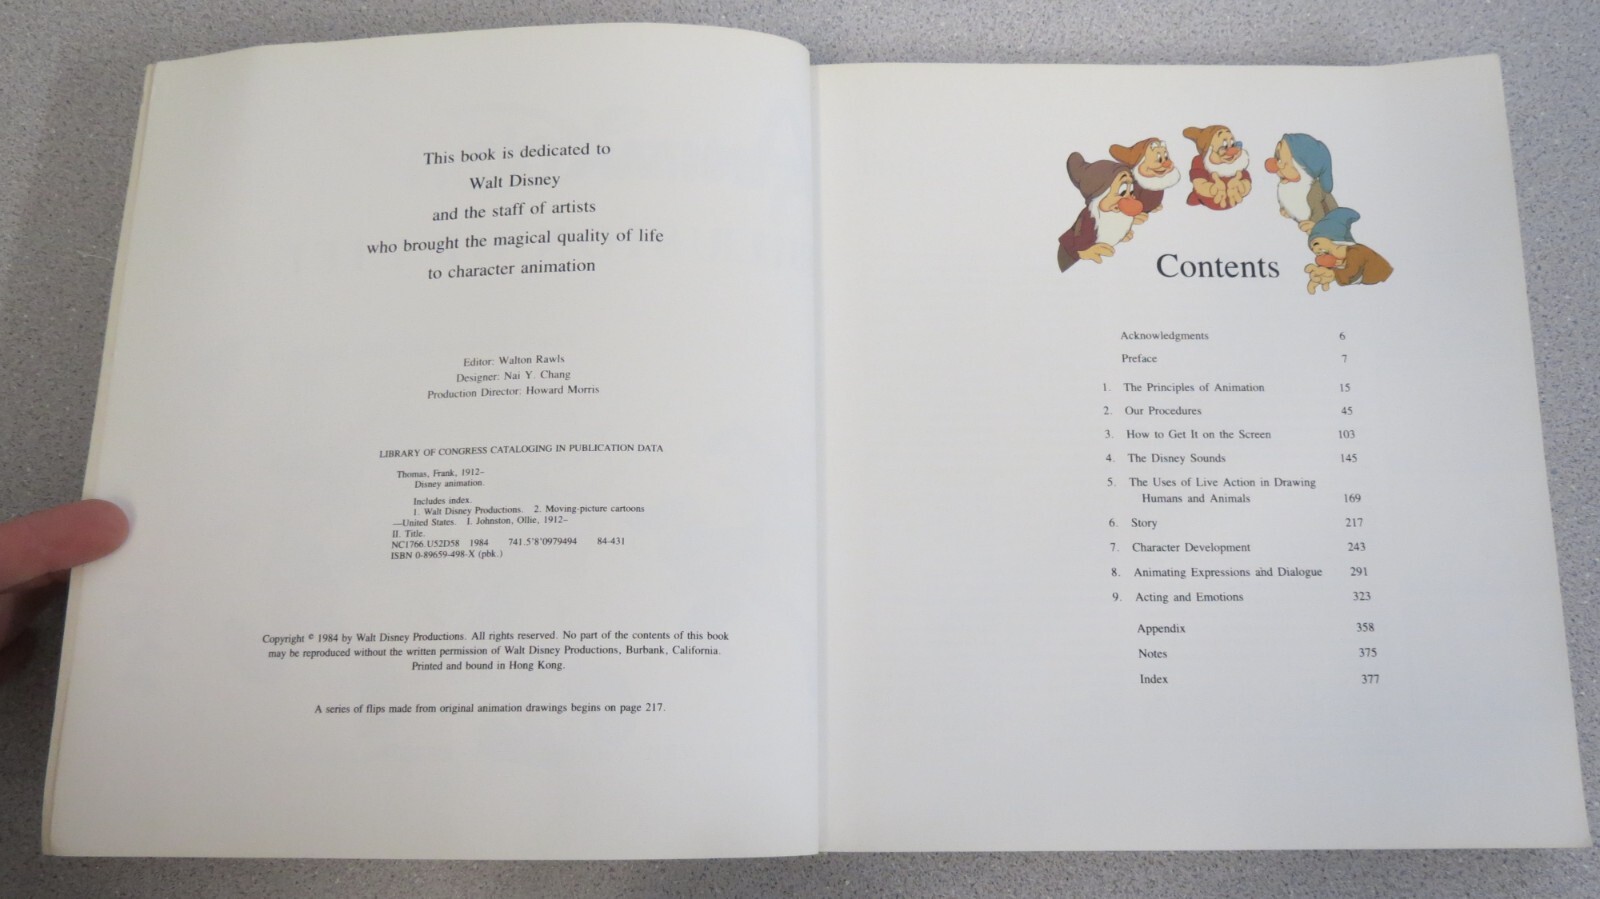 This book is dedicated to
Walt Disney
and the staff of artists
who brought the magical quality of life
to character animation
Editor: Walton Rawls
Designer: Nai Y. Chang
Production Director: Howard Morris
LIBRARY OF CONGRESS CATALOGING IN PUBLICATION DATA
Thomas, Frank, 1912–
Disney animation.
Includes index.
1. Walt Disney Productions. 2. Moving-picture cartoons
—United States. I. Johnston, Ollie, 1912–
II. Title.
NC1766.U52D58 1984 741.5'8'0979494 84-431
ISBN 0-89659-498-X (pbk.)
Copyright © 1984 by Walt Disney Productions. All rights reserved. No part of the contents of this book
may be reproduced without the written permission of Walt Disney Productions, Burbank, California.
Printed and bound in Hong Kong.
A series of flips made from original animation drawings begins on page 217.
Contents
Acknowledgments 6
Preface 7
1. The Principles of Animation 15
2. Our Procedures 45
3. How to Get It on the Screen 103
4. The Disney Sounds 145
5. The Uses of Live Action in Drawing
Humans and Animals 169
6. Story 217
7. Character Development 243
8. Animating Expressions and Dialogue 291
9. Acting and Emotions 323
Appendix 358
Notes 375
Index 377